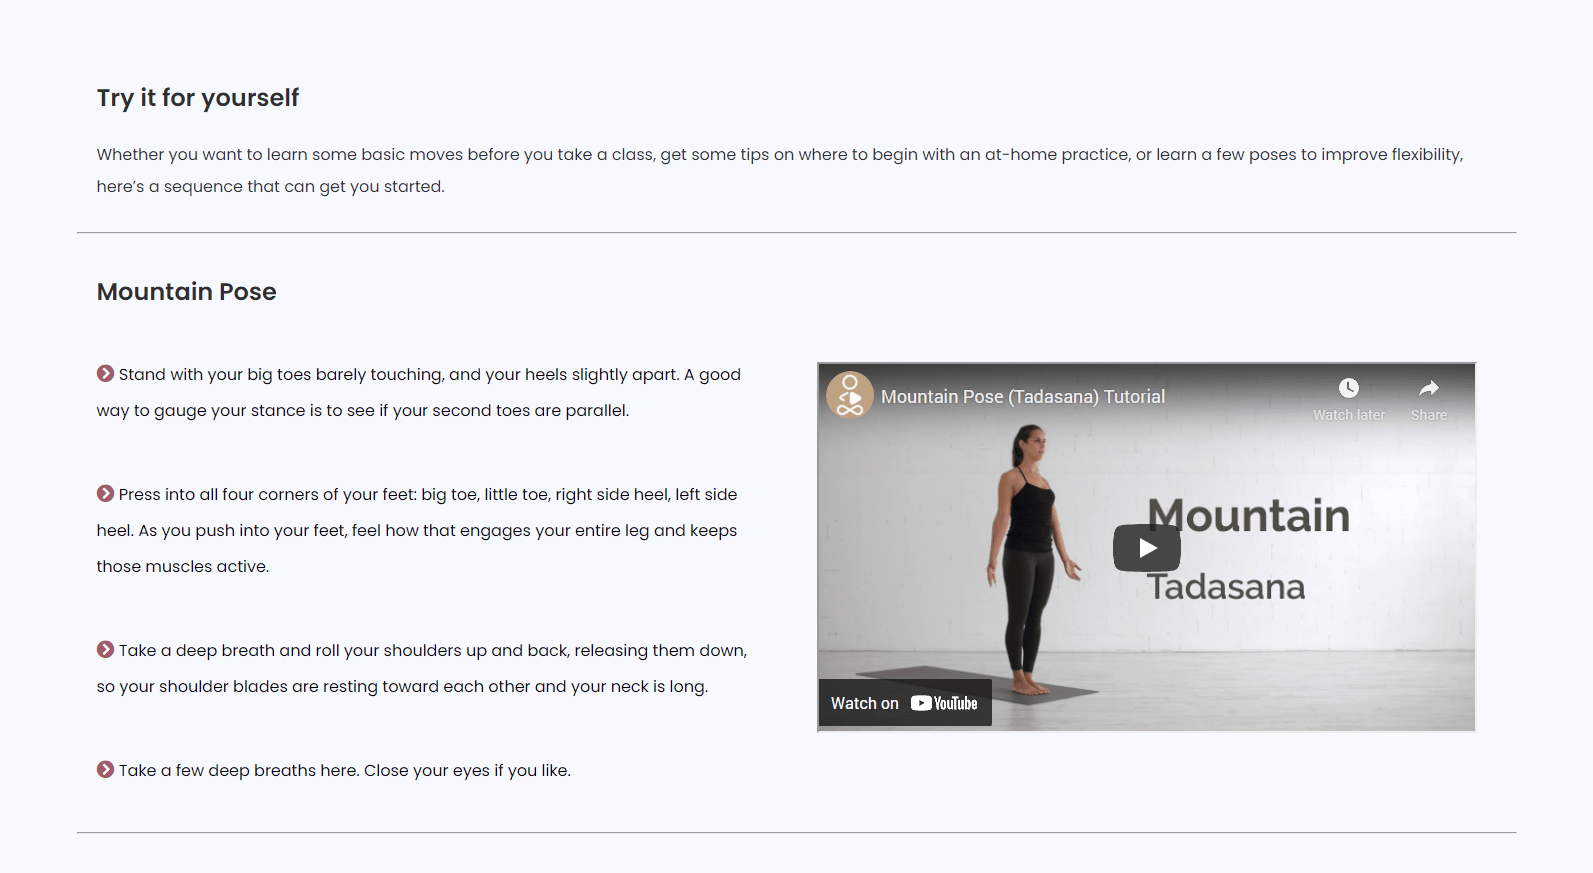 Try it for yourself
Whether you want to learn some basic moves before you take a class, get some tips on where to begin with an at-home practice, or learn a few poses to improve flexibility,
here's a sequence that can get you started.
Mountain Pose
Stand with your big toes barely touching, and your heels slightly apart. A good
way to gauge your stance is to see if your second toes are parallel.
Press into all four corners of your feet: big toe, little toe, right side heel, left side
heel. As you push into your feet, feel how that engages your entire leg and keeps
those muscles active.
Take a deep breath and roll your shoulders up and back, releasing them down,
so your shoulder blades are resting toward each other and your neck is long.
Take a few deep breaths here. Close your eyes if you like.
Mountain Pose (Tadasana) Tutorial
Watch later
Share
Mountain
Tadasana
Watch on YouTube